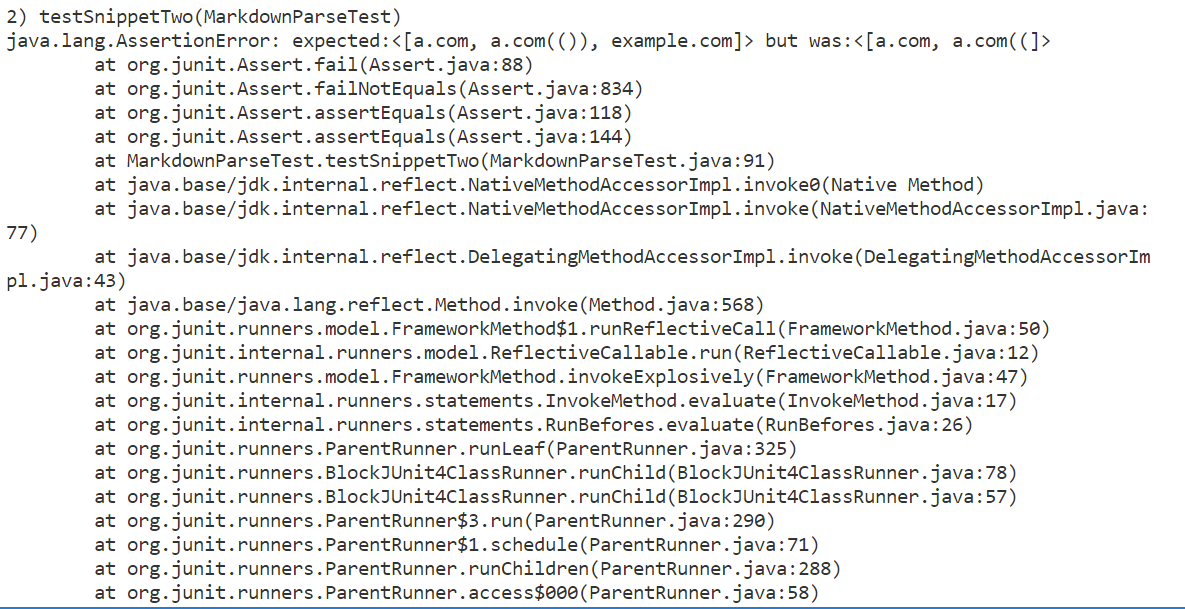 2) testSnippetTwo(MarkdownParseTest)
java.lang.AssertionError: expected:<[a.com, a.com(()), example.com]> but was:<[a.com, a.com((]>
        at org.junit.Assert.fail(Assert.java:88)
        at org.junit.Assert.failNotEquals(Assert.java:834)
        at org.junit.Assert.assertEquals(Assert.java:118)
        at org.junit.Assert.assertEquals(Assert.java:144)
        at MarkdownParseTest.testSnippetTwo(MarkdownParseTest.java:91)
        at java.base/jdk.internal.reflect.NativeMethodAccessorImpl.invoke0(Native Method)
        at java.base/jdk.internal.reflect.NativeMethodAccessorImpl.invoke(NativeMethodAccessorImpl.java:
77)
        at java.base/jdk.internal.reflect.DelegatingMethodAccessorImpl.invoke(DelegatingMethodAccessorIm
pl.java:43)
        at java.base/java.lang.reflect.Method.invoke(Method.java:568)
        at org.junit.runners.model.FrameworkMethod$1.runReflectiveCall(FrameworkMethod.java:50)
        at org.junit.internal.runners.model.ReflectiveCallable.run(ReflectiveCallable.java:12)
        at org.junit.runners.model.FrameworkMethod.invokeExplosively(FrameworkMethod.java:47)
        at org.junit.internal.runners.statements.InvokeMethod.evaluate(InvokeMethod.java:17)
        at org.junit.internal.runners.statements.RunBefores.evaluate(RunBefores.java:26)
        at org.junit.runners.ParentRunner.runLeaf(ParentRunner.java:325)
        at org.junit.runners.BlockJUnit4ClassRunner.runChild(BlockJUnit4ClassRunner.java:78)
        at org.junit.runners.BlockJUnit4ClassRunner.runChild(BlockJUnit4ClassRunner.java:57)
        at org.junit.runners.ParentRunner$3.run(ParentRunner.java:290)
        at org.junit.runners.ParentRunner$1.schedule(ParentRunner.java:71)
        at org.junit.runners.ParentRunner.runChildren(ParentRunner.java:288)
        at org.junit.runners.ParentRunner.access$000(ParentRunner.java:58)